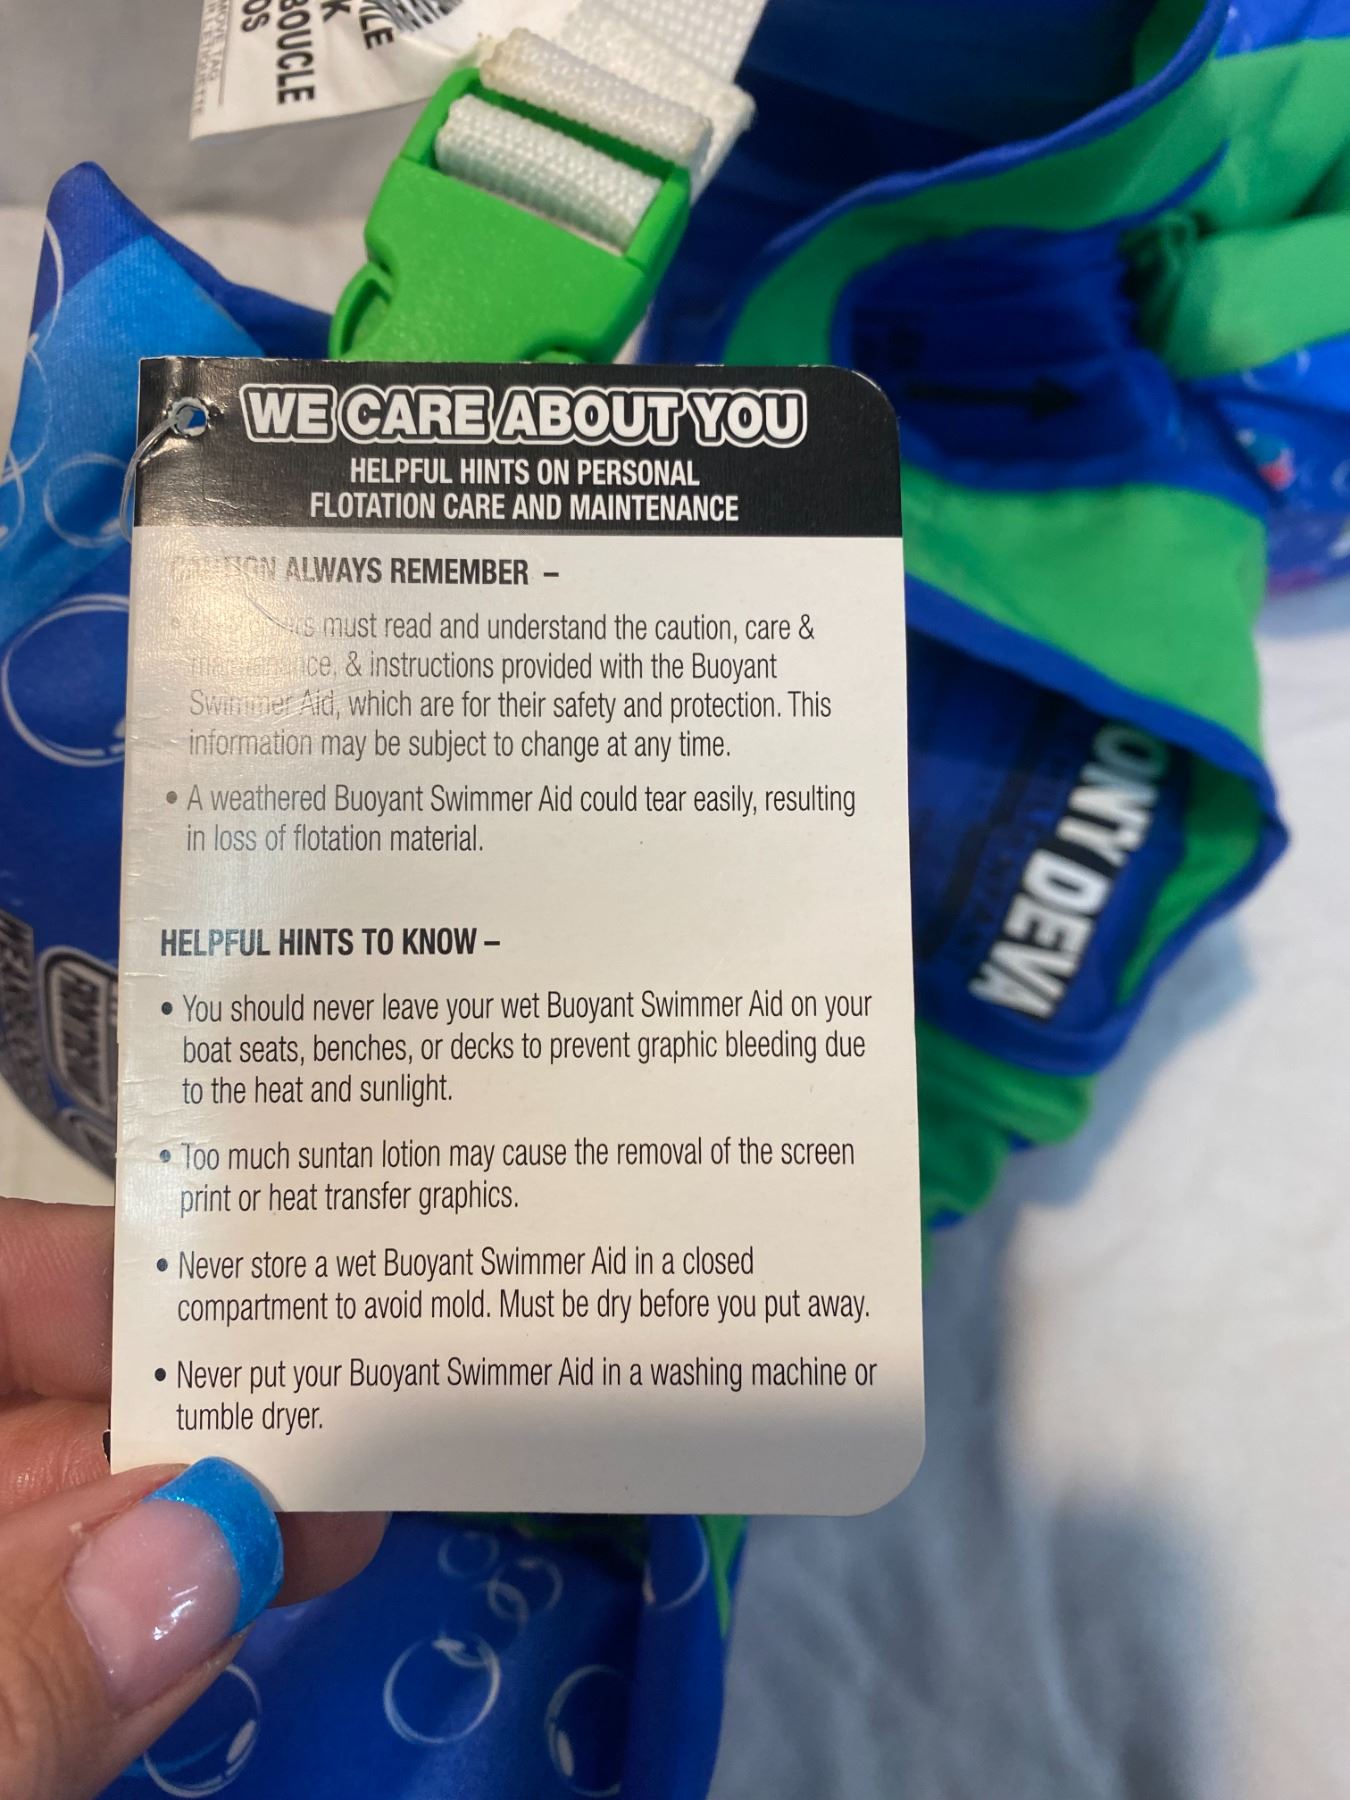 BOUCLE
WE CARE ABOUT YOU
HELPFUL HINTS ON PERSONAL
FLOTATION CARE AND MAINTENANCE
CAUTION ALWAYS REMEMBER –
• must read and understand the caution, care &
maintenance, & instructions provided with the Buoyant
Swimmer Aid, which are for their safety and protection. This
information may be subject to change at any time.
• A weathered Buoyant Swimmer Aid could tear easily, resulting
in loss of flotation material.
HELPFUL HINTS TO KNOW –
• You should never leave your wet Buoyant Swimmer Aid on your
boat seats, benches, or decks to prevent graphic bleeding due
to the heat and sunlight.
• Too much suntan lotion may cause the removal of the screen
print or heat transfer graphics.
• Never store a wet Buoyant Swimmer Aid in a closed
compartment to avoid mold. Must be dry before you put away.
• Never put your Buoyant Swimmer Aid in a washing machine or
tumble dryer.
ONT DEVA